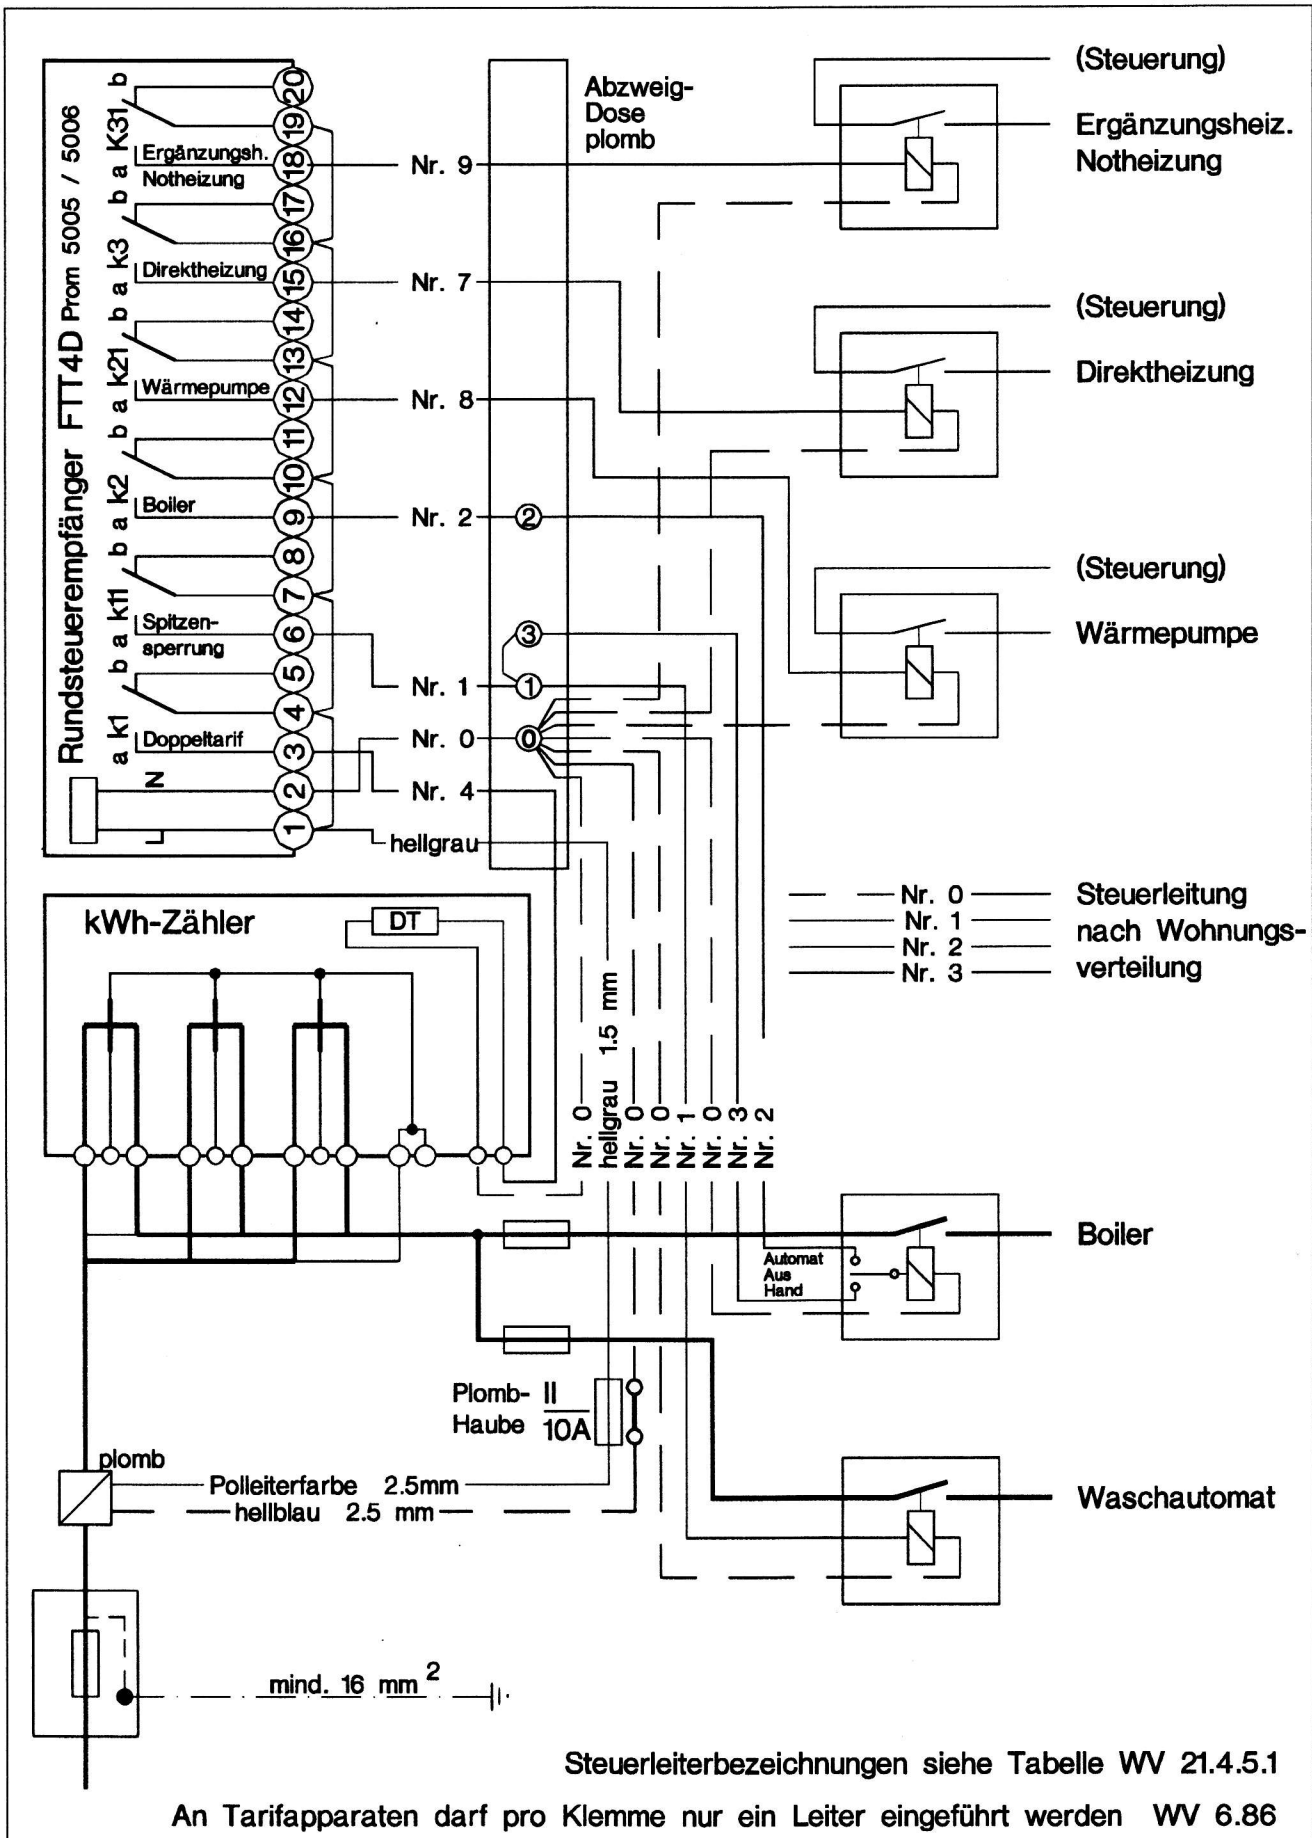 Rundsteuerempfänger FTT4D Prom 5005 / 5006
a k1 b
a k11 b
a k2 b
a k21 b
a k3 b
a K31 b
20
19
Ergänzungsh.
Notheizung
18
17
16
Direktheizung
15
14
13
Wärmepumpe
12
11
10
Boiler
9
8
7
Spitzen-
sperrung
6
5
4
Doppeltarif
3
N
2
L
1
Nr. 9
Nr. 7
Nr. 8
Nr. 2
Nr. 1
Nr. 0
Nr. 4
hellgrau
Abzweig-
Dose
plomb
2
3
1
0
(Steuerung)
Ergänzungsheiz.
Notheizung
(Steuerung)
Direktheizung
(Steuerung)
Wärmepumpe
Nr. 0
Nr. 1
Nr. 2
Nr. 3
Steuerleitung
nach Wohnungs-
verteilung
kWh-Zähler
DT
Nr. 0
hellgrau 1.5 mm
Nr. 0
Nr. 0
Nr. 1
Nr. 0
Nr. 3
Nr. 2
Automat
Aus
Hand
Boiler
Plomb-
Haube
II
10A
plomb
Polleiterfarbe 2.5mm
hellblau 2.5 mm
Waschautomat
mind. 16 mm 2
Steuerleiterbezeichnungen siehe Tabelle WV 21.4.5.1
An Tarifapparaten darf pro Klemme nur ein Leiter eingeführt werden WV 6.86